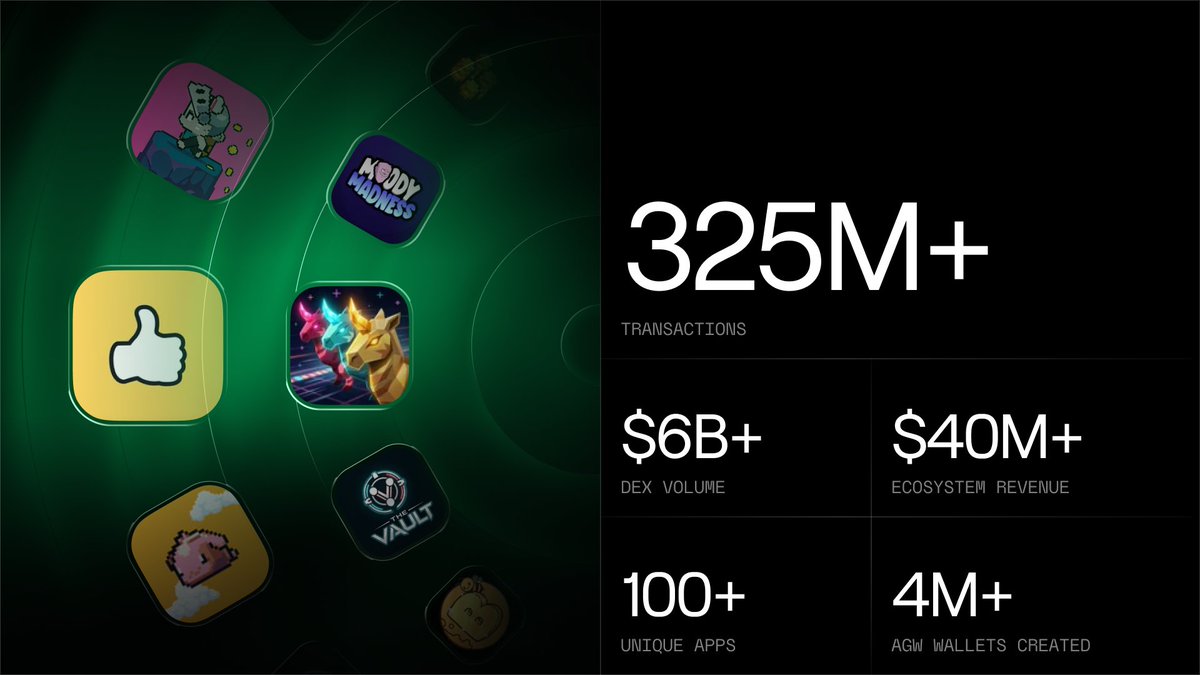 MOODY
MADNESS
THE
VAULT
325M+
TRANSACTIONS
$6B+
DEX VOLUME
$40M+
ECOSYSTEM REVENUE
100+
UNIQUE APPS
4M+
AGW WALLETS CREATED